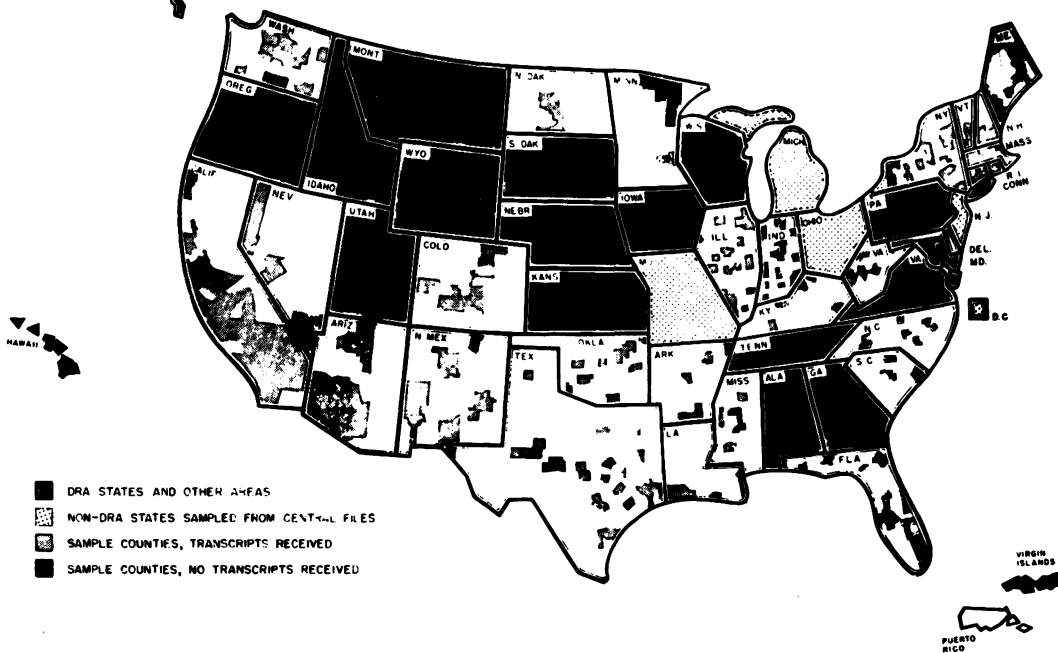 WASH
MONT
ME
OREG
N DAK
MINN
NY
VT
N H
MASS
R I
CONN
S DAK
WIS
MICH
WYO
IDAHO
CALIF
NEV
UTAH
NEBR
IOWA
PA
N J.
DEL.
MD.
COLO
ILL
IND
OHIO
W VA
VA
KANS
KY
D.C
HAWAII
ARIZ
N MEX
TEX
OKLA
ARK
TENN
N C
S C
MISS
ALA
GA
LA
FLA
DRA STATES AND OTHER AREAS
NON-DRA STATES SAMPLED FROM CENTRAL FILES
SAMPLE COUNTIES, TRANSCRIPTS RECEIVED
SAMPLE COUNTIES, NO TRANSCRIPTS RECEIVED
VIRGIN
ISLANDS
PUERTO
RICO